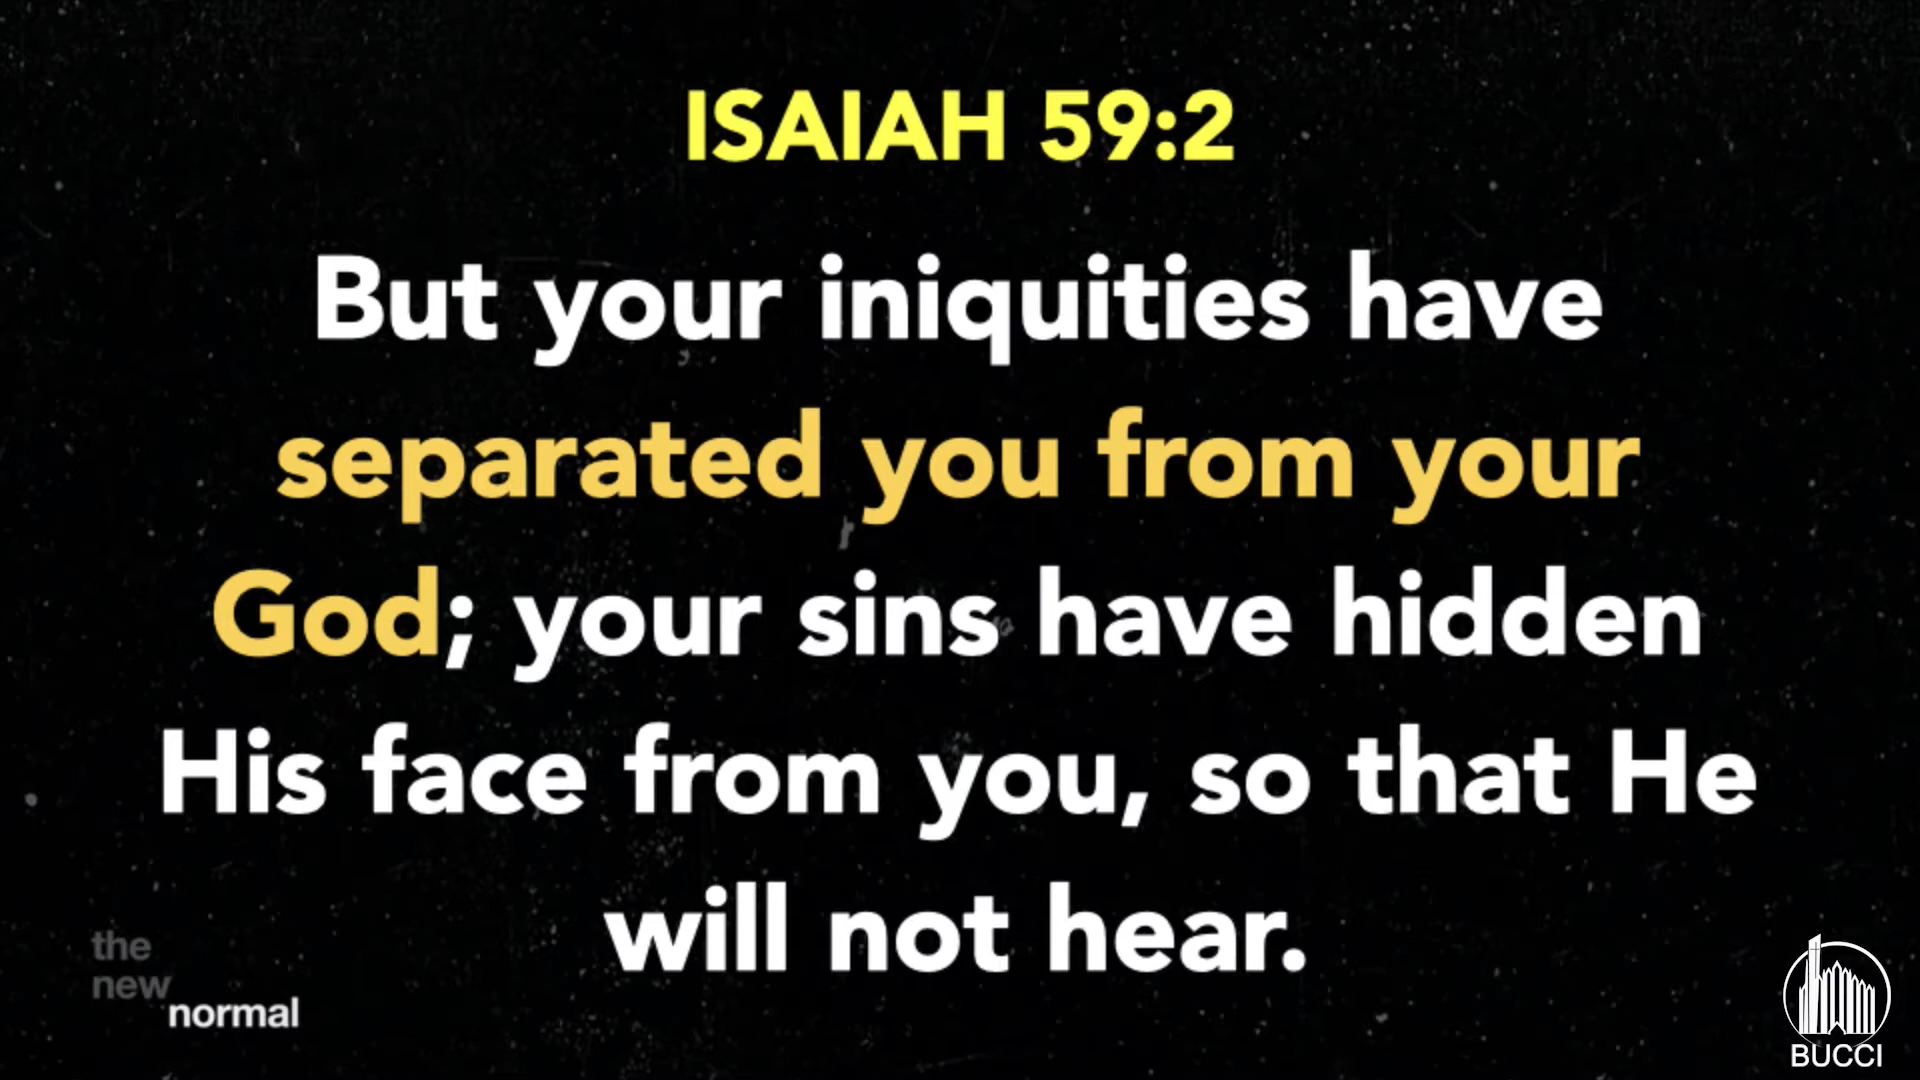 ISAIAH 59:2
But your iniquities have
separated you from your
God; your sins have hidden
His face from you, so that He
will not hear.
the
new
normal
BUCCI